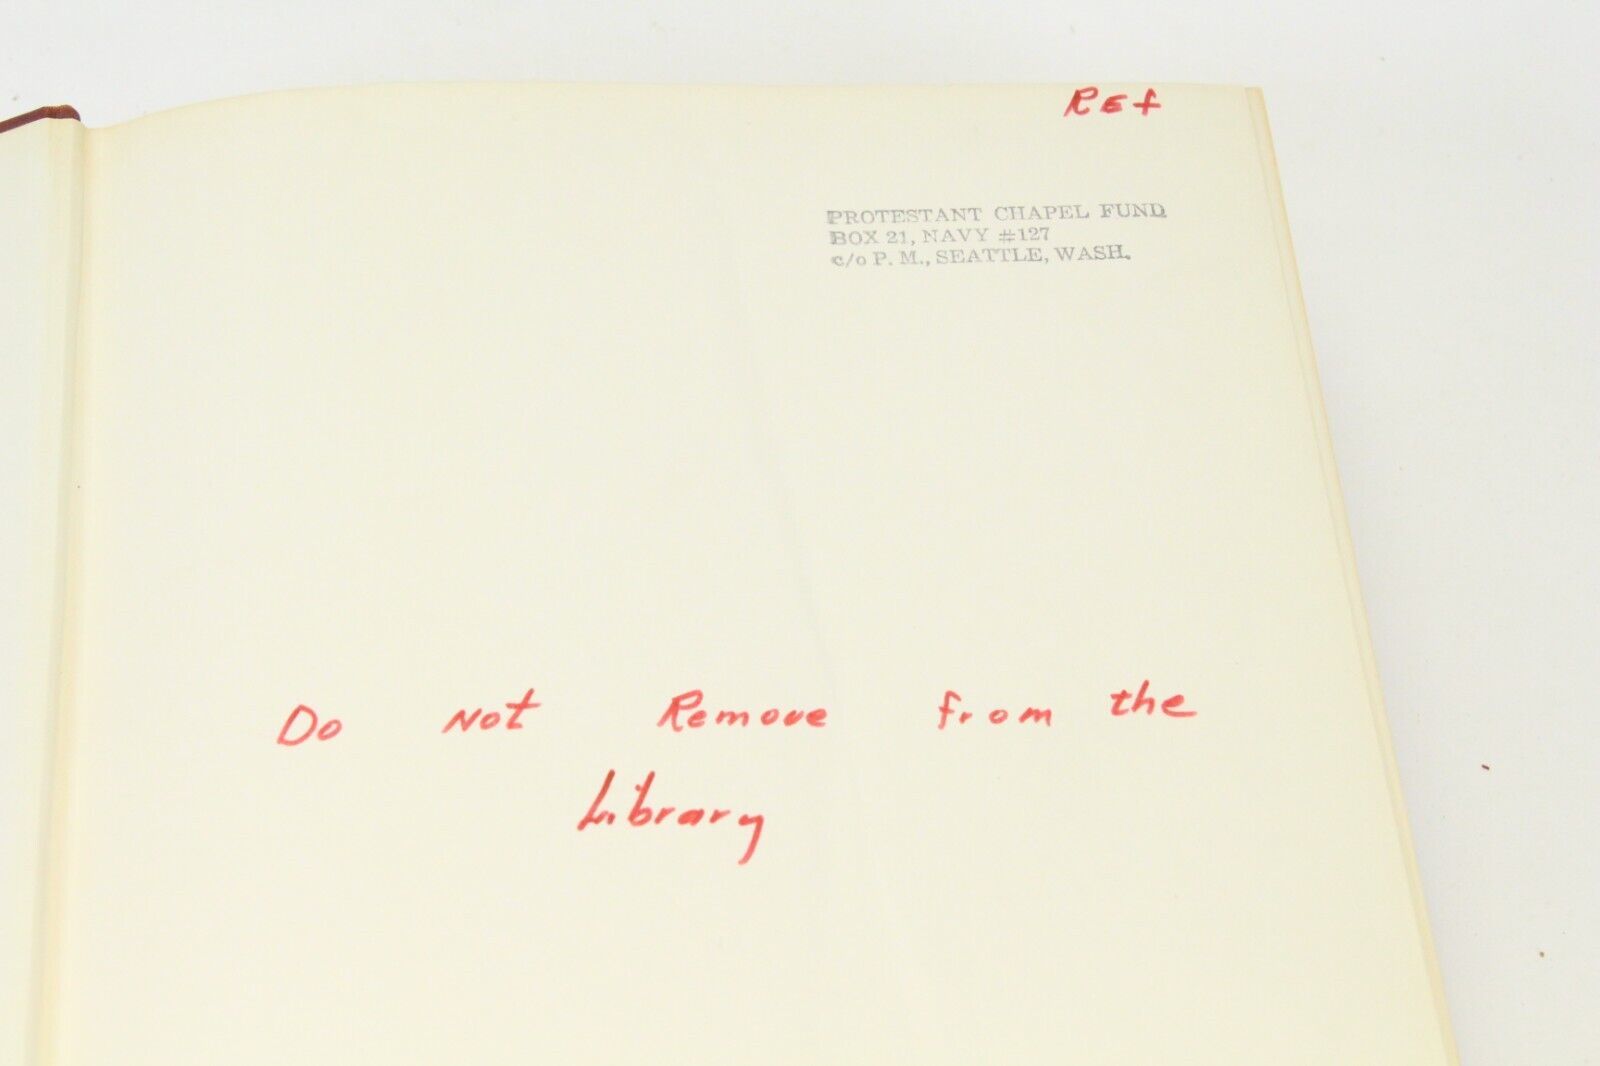 REf
PROTESTANT CHAPEL FUND
BOX 21, NAVY #127
c/o P. M., SEATTLE, WASH.
Do Not Remove from the
Library